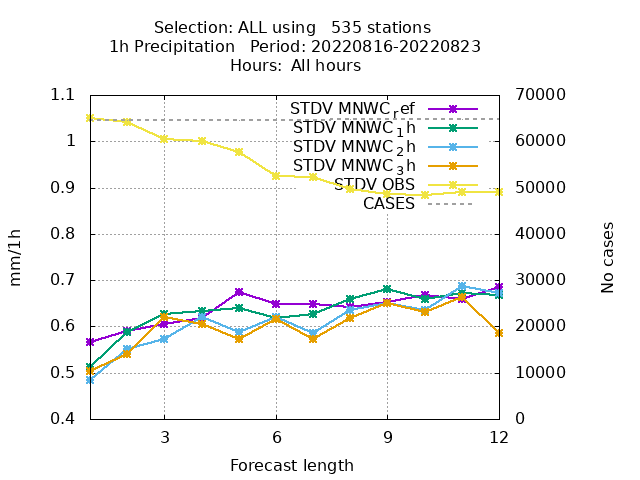 Selection: ALL using   535 stations
1h Precipitation   Period: 20220816-20220823
Hours:  All hours
1.1
1
0.9
0.8
0.7
0.6
0.5
0.4
70000
60000
50000
40000
30000
20000
10000
0
STDV MNWC_ref
STDV MNWC_1h
STDV MNWC_2h
STDV MNWC_3h
STDV OBS
CASES
mm/1h
No cases
3
6
9
12
Forecast length